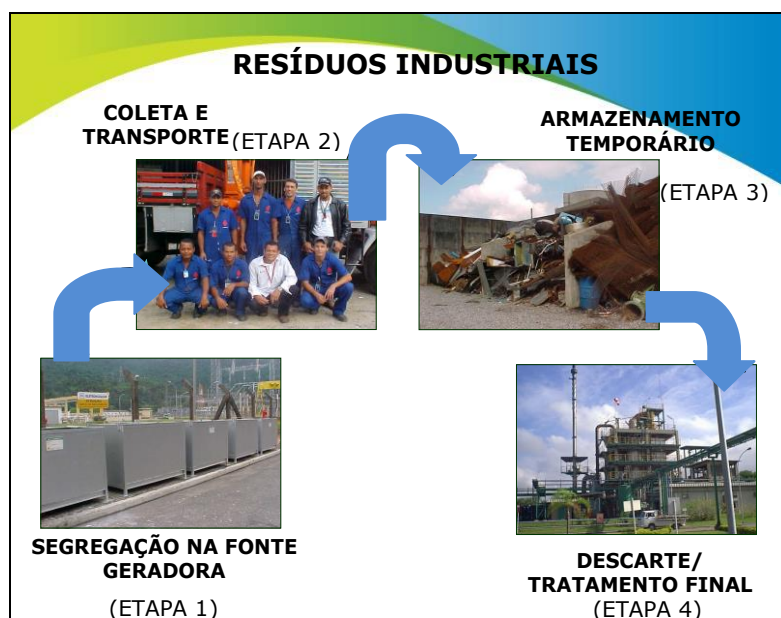 RESÍDUOS INDUSTRIAIS
COLETA E
TRANSPORTE (ETAPA 2)
ARMAZENAMENTO
TEMPORÁRIO
(ETAPA 3)
SEGREGAÇÃO NA FONTE
GERADORA
(ETAPA 1)
DESCARTE/
TRATAMENTO FINAL
(ETAPA 4)